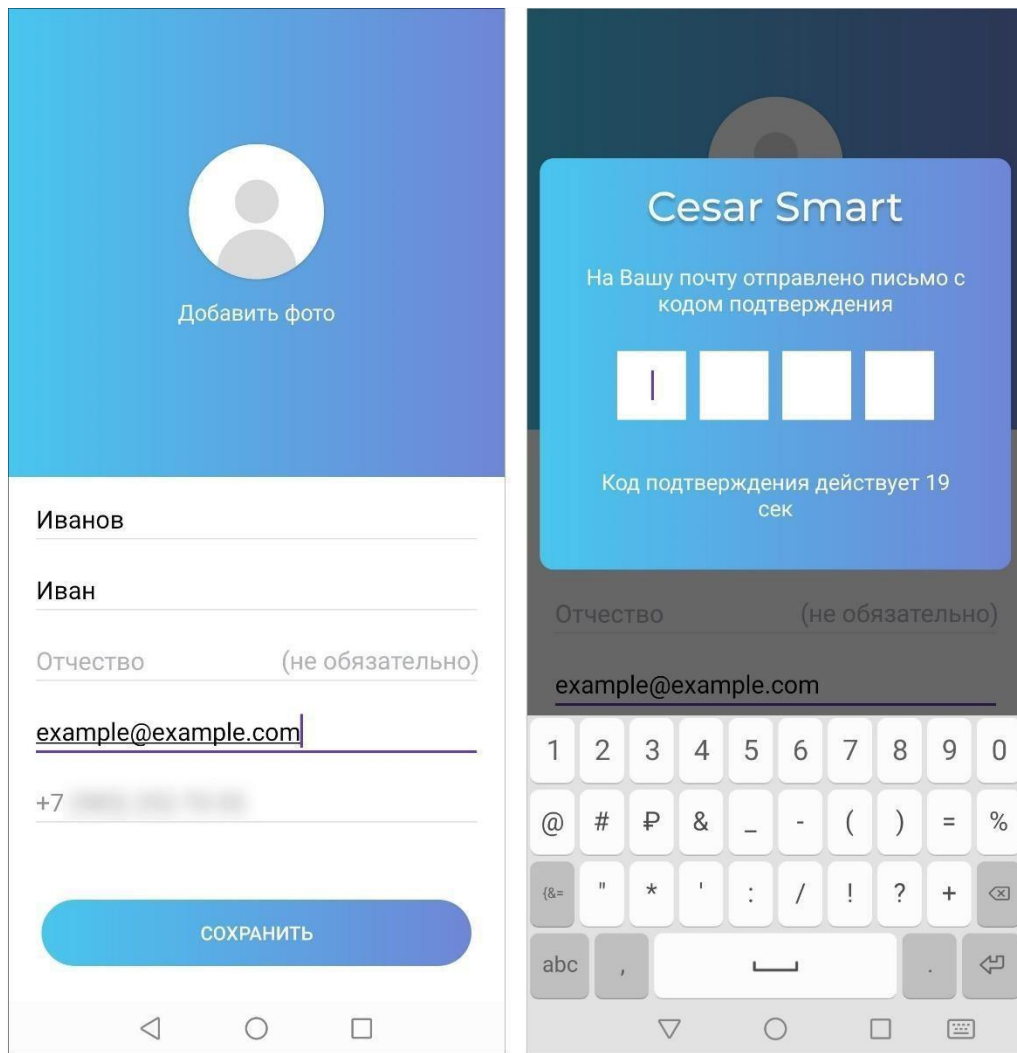 Добавить фото
Иванов
Иван
Отчество (не обязательно)
example@example.com
+7
СОХРАНИТЬ
Cesar Smart
На Вашу почту отправлено письмо с
кодом подтверждения
Код подтверждения действует 19
сек
Отчество (не обязательно)
example@example.com
1 2 3 4 5 6 7 8 9 0
@ # ₽ & _ - ( ) = %
{&= " * ' : / ! ? +
abc , .